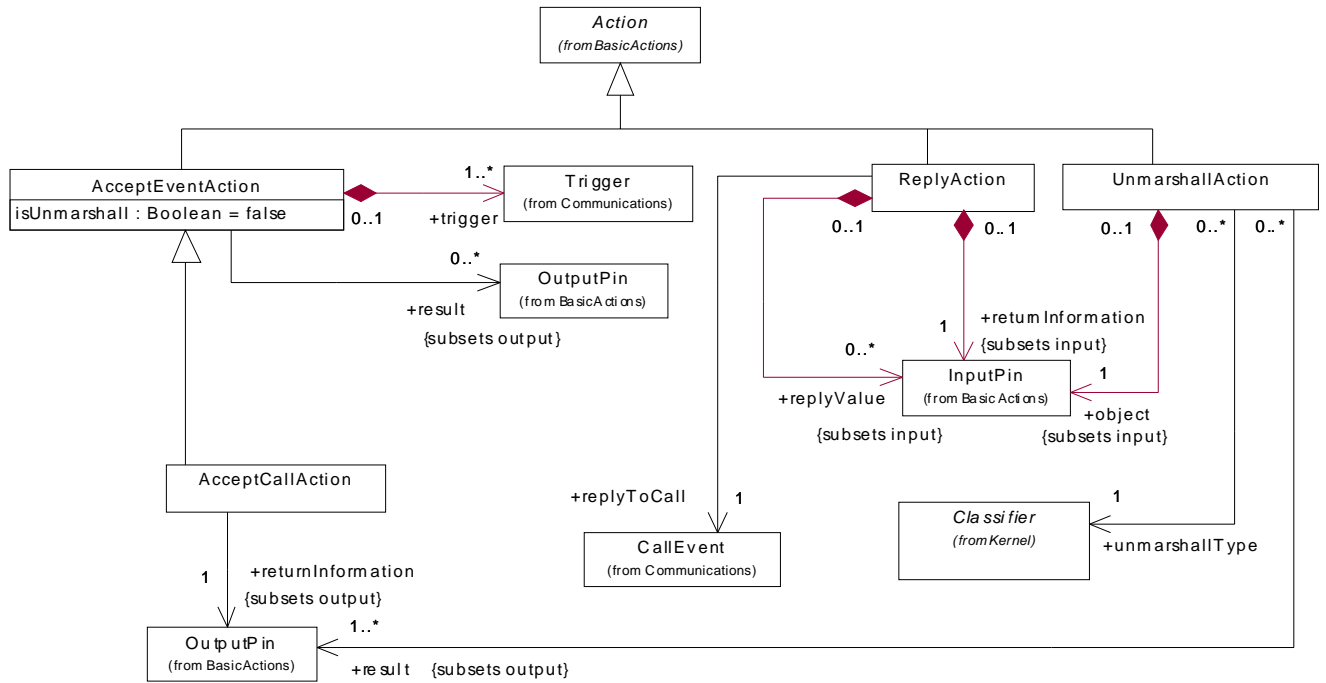 Action
(from BasicActions)
AcceptEventAction
isUnmarshall : Boolean = false
1..*
0..1
+trigger
Trigger
(from Communications)
ReplyAction
UnmarshallAction
0..1
0..1
0..1
0..*
0..*
0..*
+result
{subsets output}
OutputPin
(from BasicActions)
1
+returnInformation
{subsets input}
0..*
+replyValue
{subsets input}
InputPin
(from BasicActions)
1
+object
{subsets input}
AcceptCallAction
+replyToCall
1
CallEvent
(from Communications)
Classifier
(from Kernel)
1
+unmarshallType
1
+returnInformation
{subsets output}
OutputPin
(from BasicActions)
1..*
+result {subsets output}